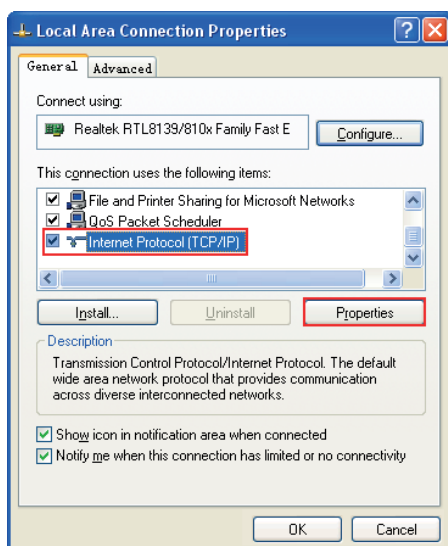 Local Area Connection Properties
General Advanced
Connect using:
Realtek RTL8139/810x Family Fast E
Configure...
This connection uses the following items:
File and Printer Sharing for Microsoft Networks
QoS Packet Scheduler
Internet Protocol (TCP/IP)
Install... Uninstall Properties
Description
Transmission Control Protocol/Internet Protocol. The default
wide area network protocol that provides communication
across diverse interconnected networks.
Show icon in notification area when connected
Notify me when this connection has limited or no connectivity
OK Cancel